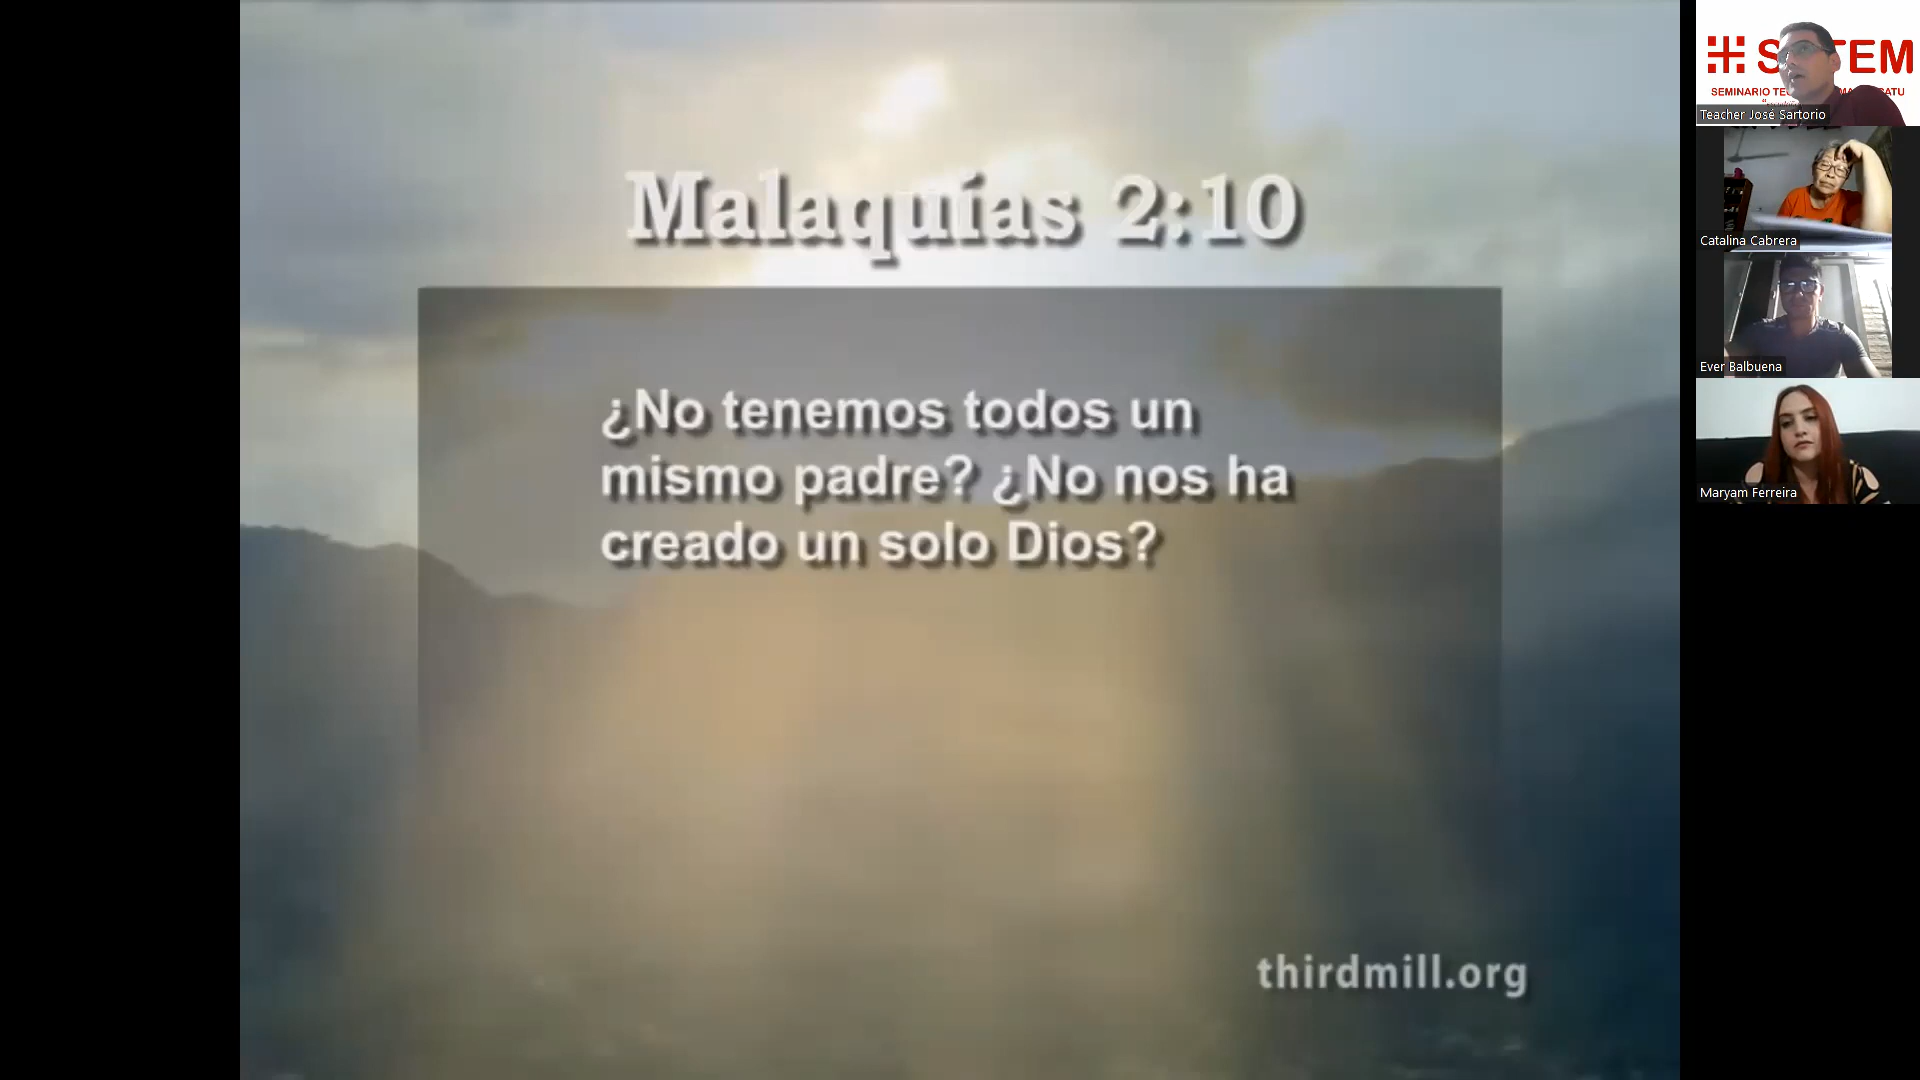 Malaquías 2:10
¿No tenemos todos un
mismo padre? ¿No nos ha
creado un solo Dios?
thirdmill.org
SEMINARIO
Teacher José Sartorio
Catalina Cabrera
Ever Balbuena
Maryam Ferreira